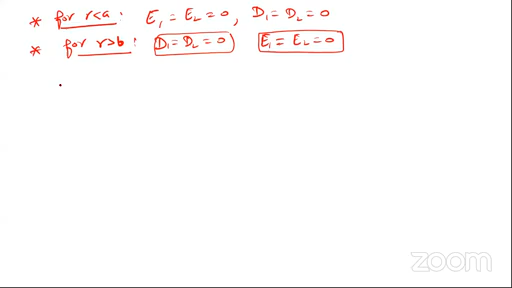 * for r<a : E₁ = E₂ = 0, D₁ = D₂ = 0
* for r>b : D₁ = D₂ = 0 E₁ = E₂ = 0
zoom